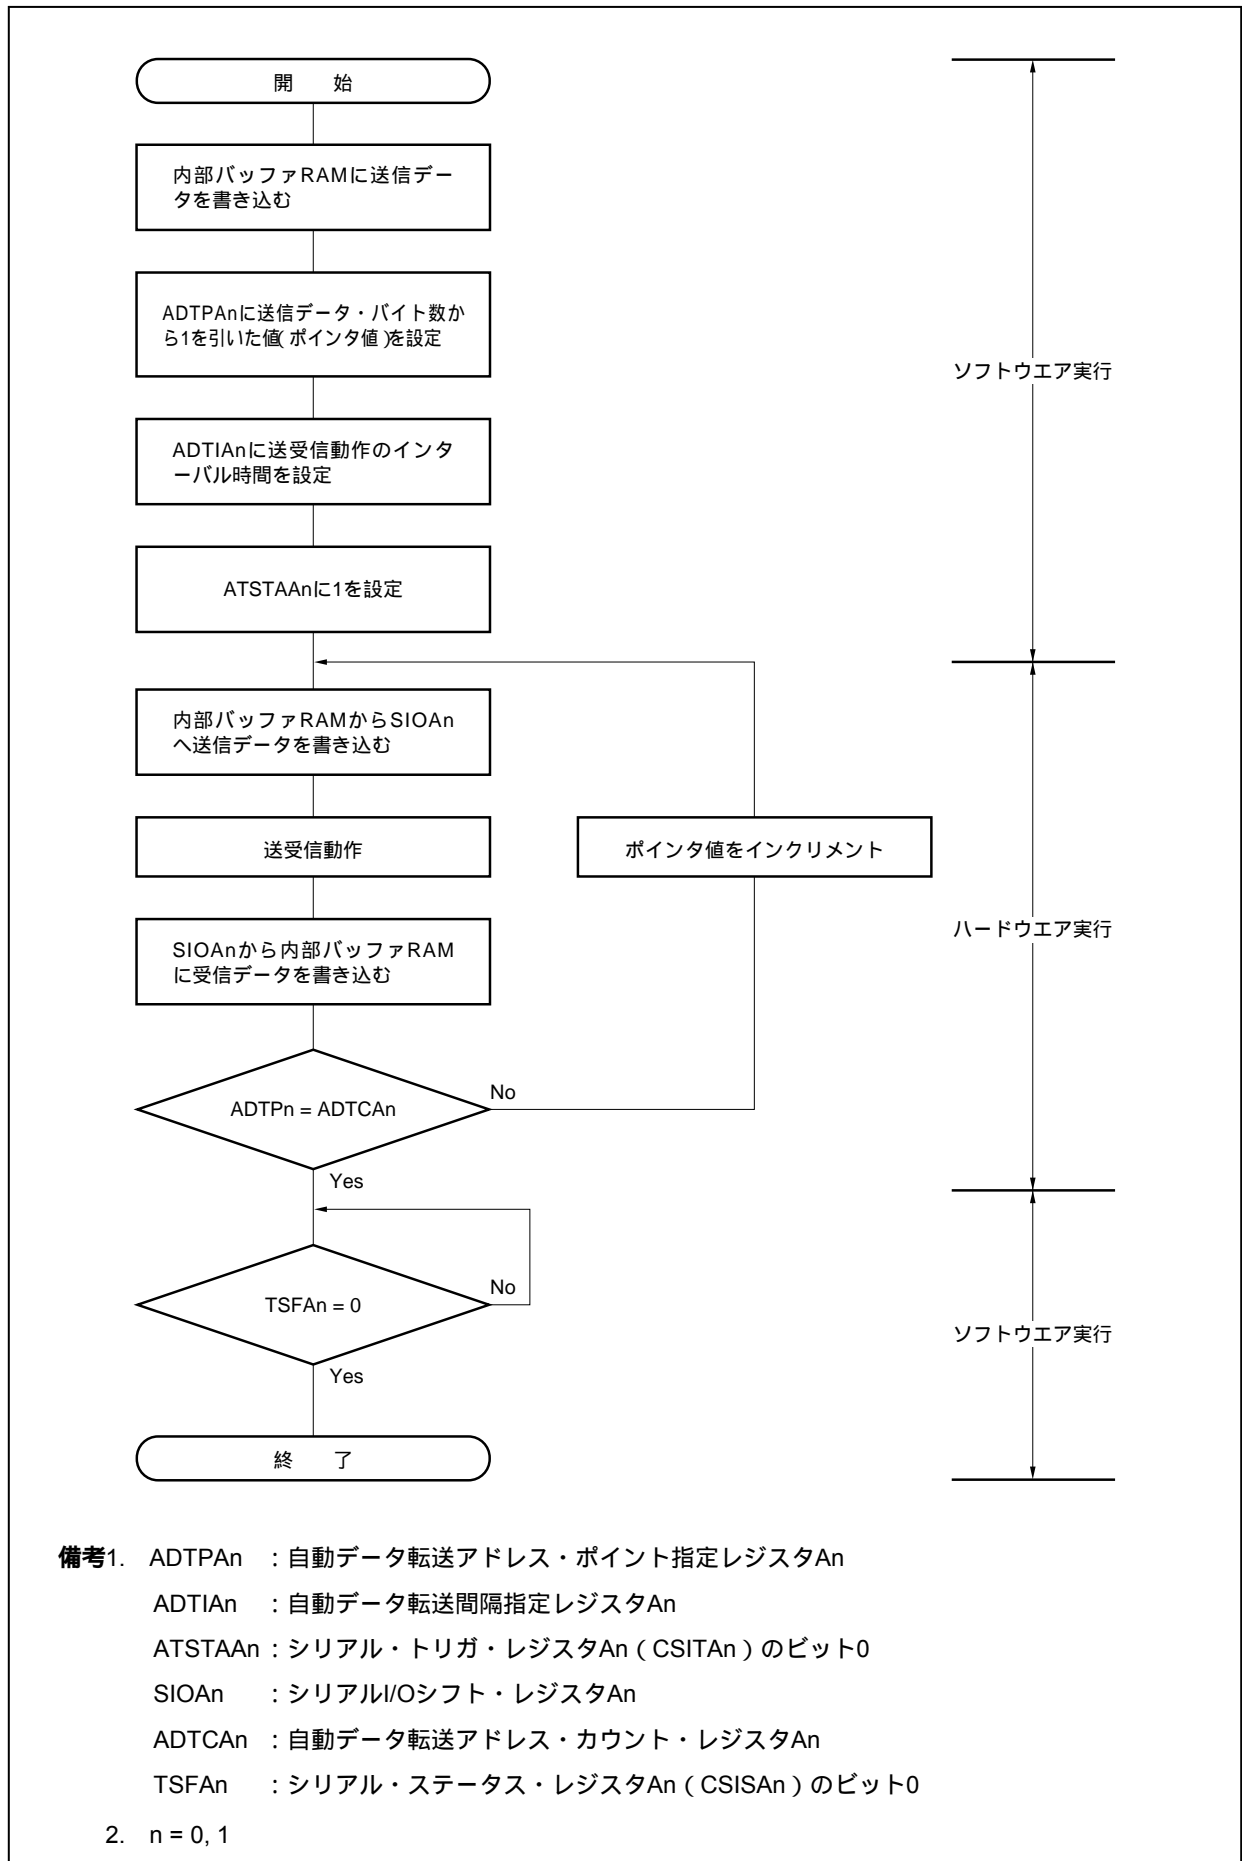 開　始
内部バッファRAMに送信デー
タを書き込む
ADTPAnに送信データ・バイト数か
ら1を引いた値(ポインタ値)を設定
ソフトウエア実行
ADTIAnに送受信動作のインタ
ーバル時間を設定
ATSTAAnに1を設定
内部バッファRAMからSIOAn
へ送信データを書き込む
送受信動作
ポインタ値をインクリメント
SIOAnから内部バッファRAM
に受信データを書き込む
ハードウエア実行
ADTPn = ADTCAn
No
Yes
TSFAn = 0
No
ソフトウエア実行
Yes
終　了
備考1. ADTPAn ：自動データ転送アドレス・ポイント指定レジスタAn
ADTIAn ：自動データ転送間隔指定レジスタAn
ATSTAAn：シリアル・トリガ・レジスタAn（CSITAn）のビット0
SIOAn ：シリアルI/Oシフト・レジスタAn
ADTCAn ：自動データ転送アドレス・カウント・レジスタAn
TSFAn ：シリアル・ステータス・レジスタAn（CSISAn）のビット0
2. n = 0, 1